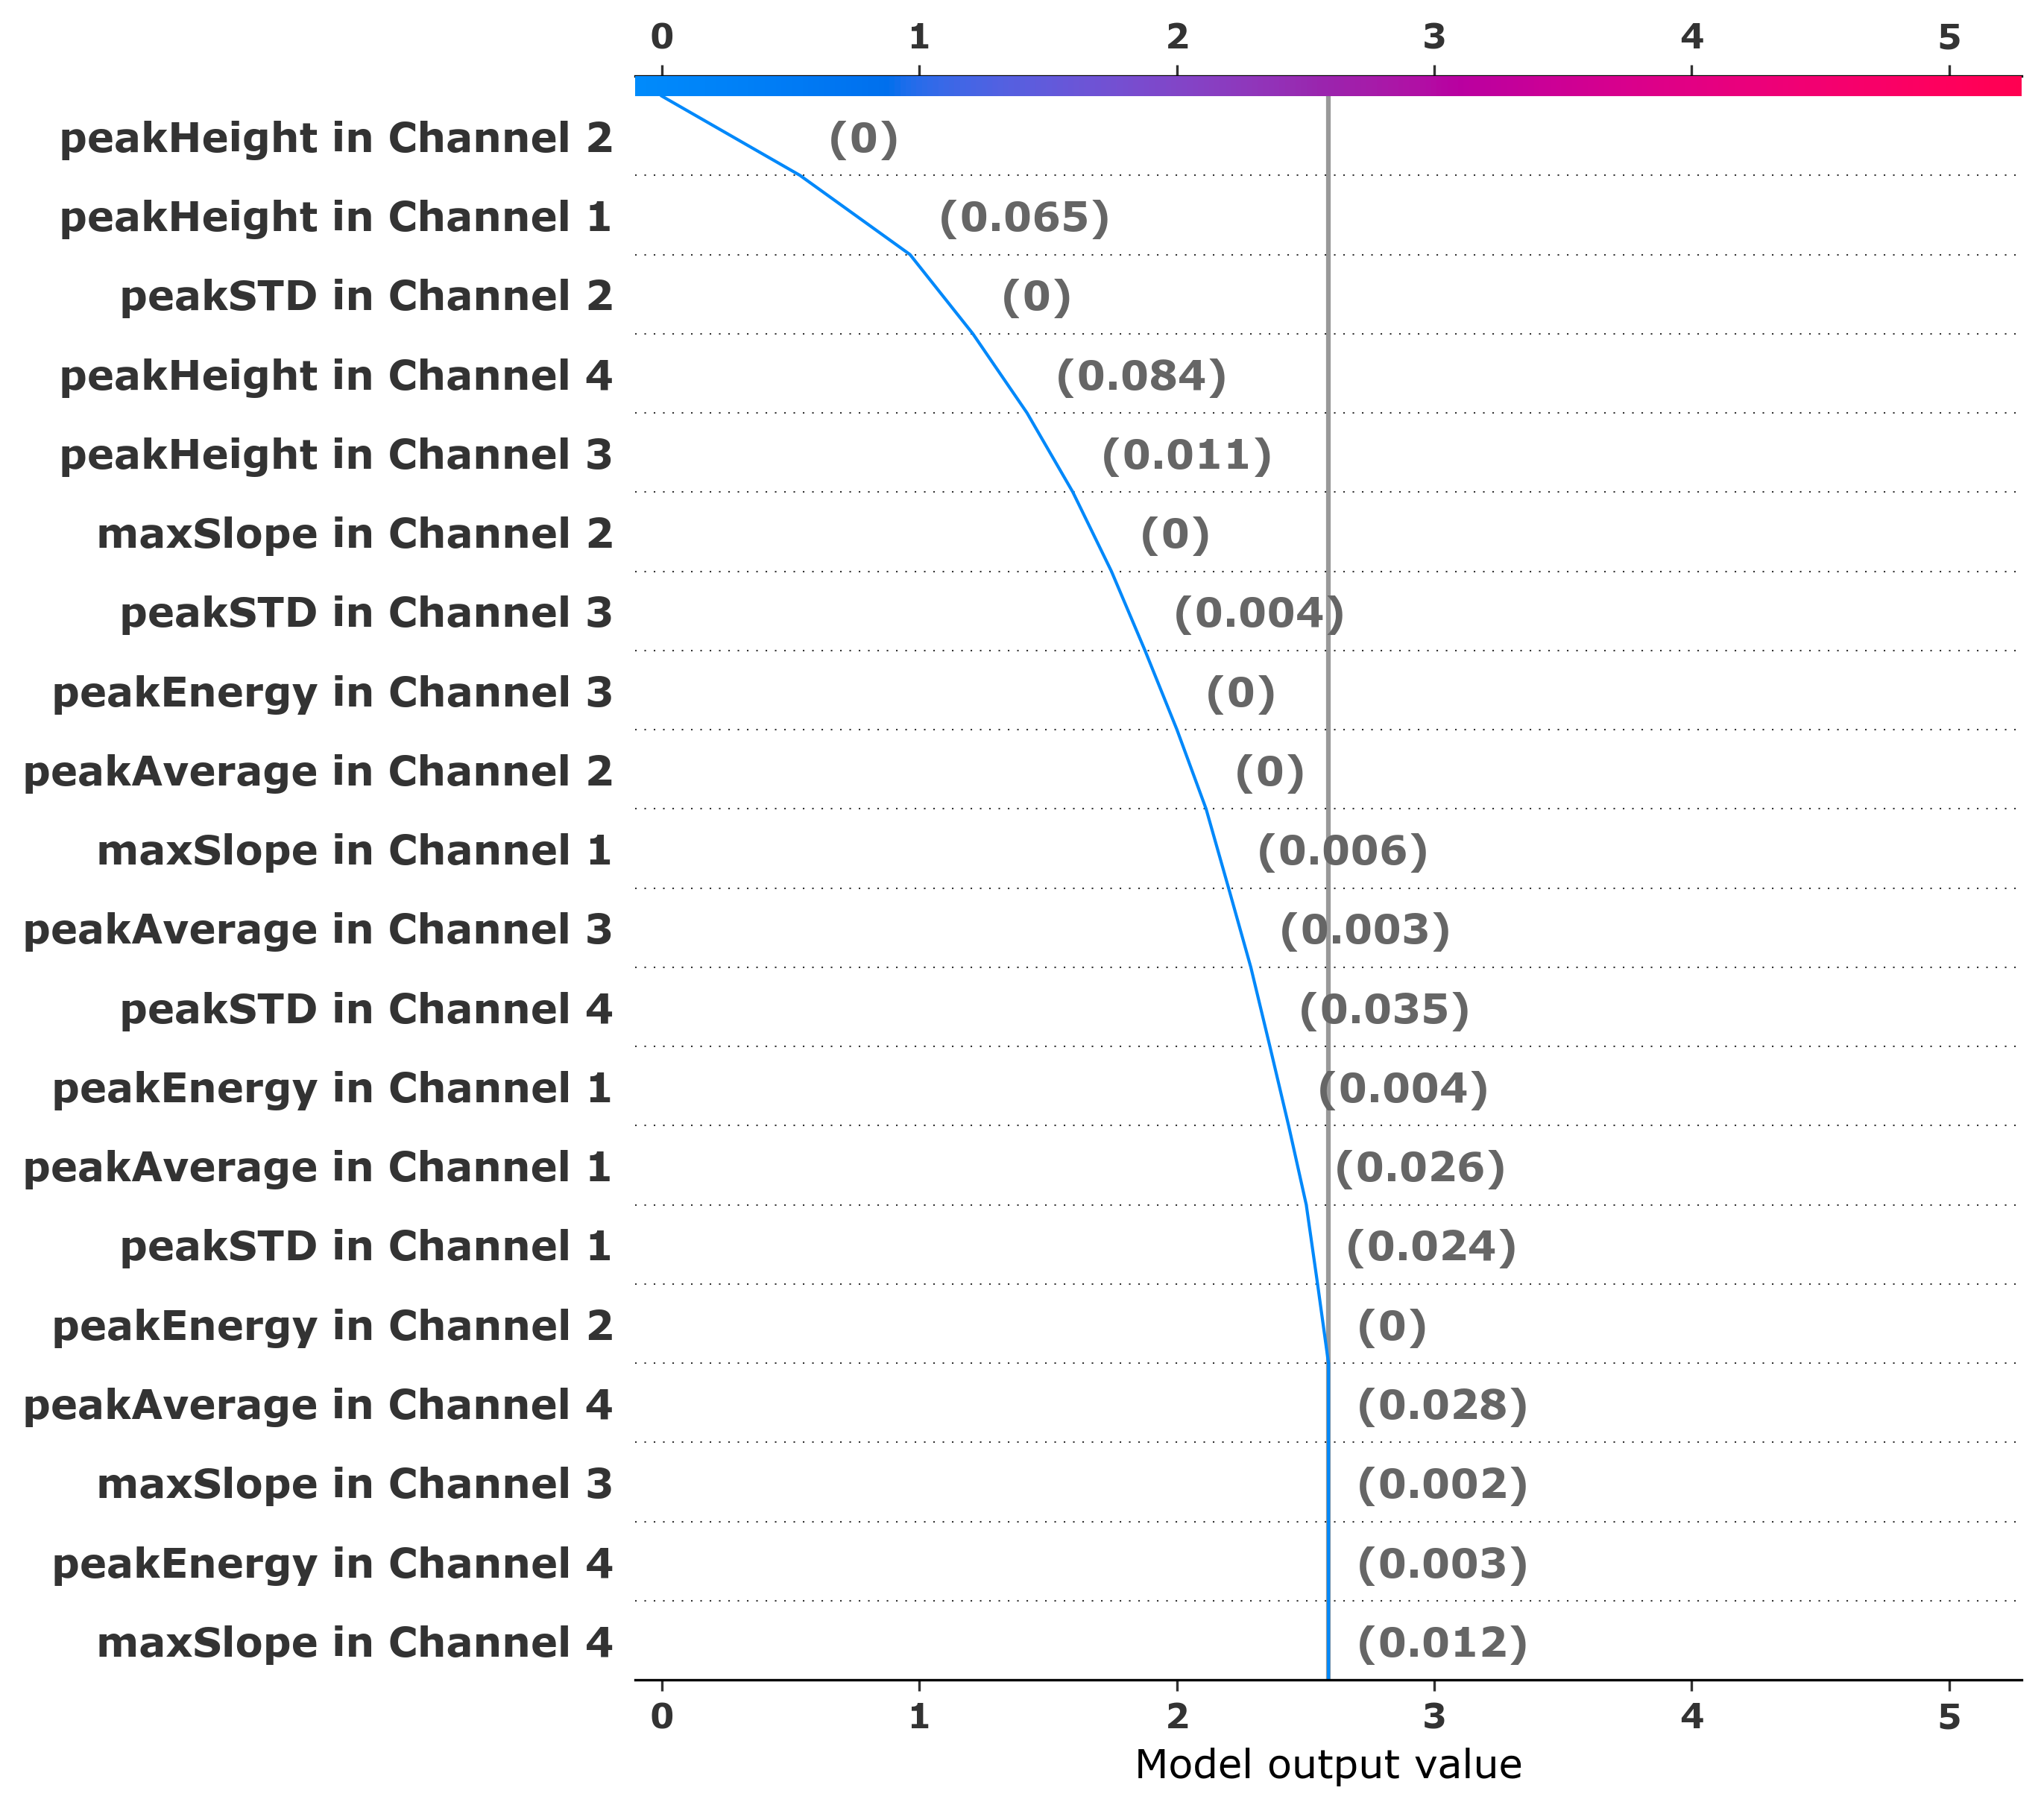 0 1 2 3 4 5
peakHeight in Channel 2 (0)
peakHeight in Channel 1 (0.065)
peakSTD in Channel 2 (0)
peakHeight in Channel 4 (0.084)
peakHeight in Channel 3 (0.011)
maxSlope in Channel 2 (0)
peakSTD in Channel 3 (0.004)
peakEnergy in Channel 3 (0)
peakAverage in Channel 2 (0)
maxSlope in Channel 1 (0.006)
peakAverage in Channel 3 (0.003)
peakSTD in Channel 4 (0.035)
peakEnergy in Channel 1 (0.004)
peakAverage in Channel 1 (0.026)
peakSTD in Channel 1 (0.024)
peakEnergy in Channel 2 (0)
peakAverage in Channel 4 (0.028)
maxSlope in Channel 3 (0.002)
peakEnergy in Channel 4 (0.003)
maxSlope in Channel 4 (0.012)
0 1 2 3 4 5
Model output value